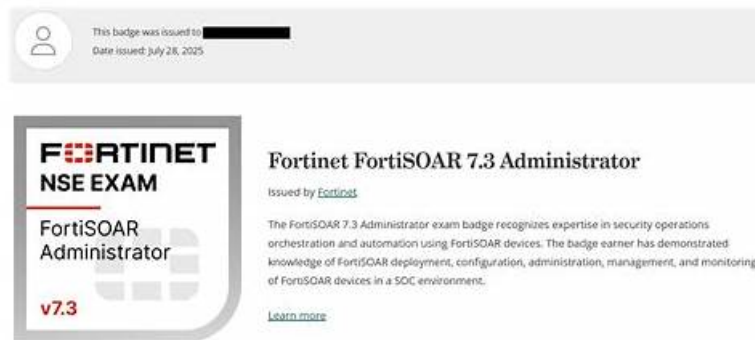 This badge was issued to
Date issued: July 28, 2025
FORTINET
NSE EXAM
FortiSOAR
Administrator
v7.3
Fortinet FortiSOAR 7.3 Administrator
Issued by Fortinet
The FortiSOAR 7.3 Administrator exam badge recognizes expertise in security operations
orchestration and automation using FortiSOAR devices. The badge earner has demonstrated
knowledge of FortiSOAR deployment, configuration, administration, management, and monitoring
of FortiSOAR devices in a SOC environment.
Learn more